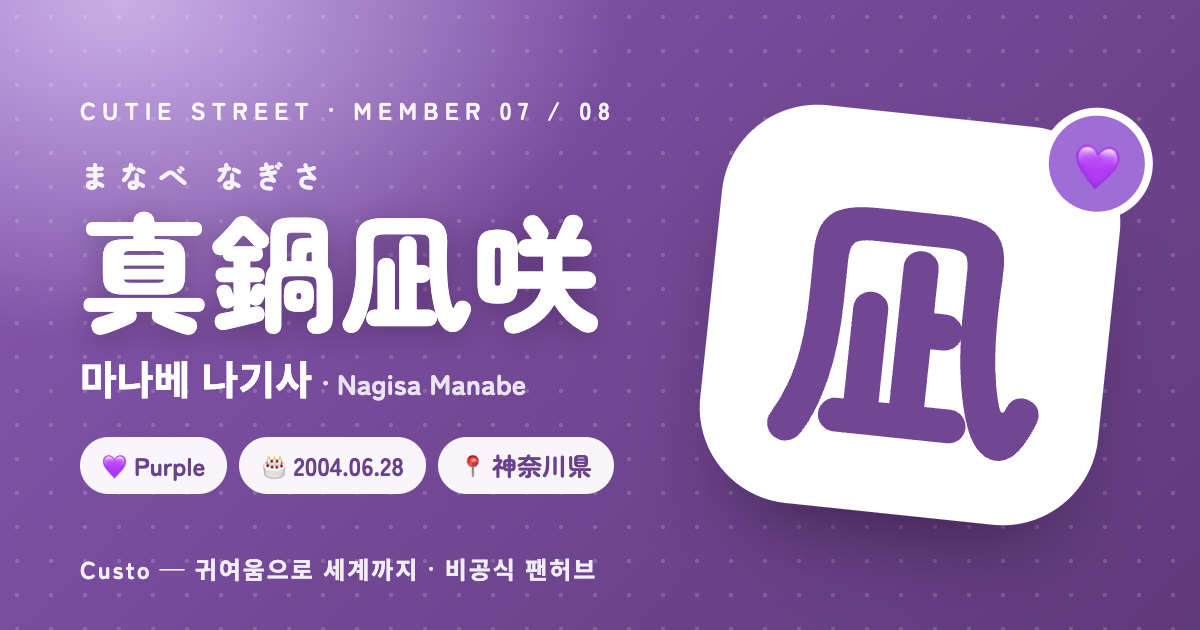 CUTIE STREET · MEMBER 07 / 08
まなべ なぎさ
真鍋凪咲
마나베 나기사 · Nagisa Manabe
💜 Purple
🎂 2004.06.28
📍 神奈川県
Custo — 귀여움으로 세계까지 · 비공식 팬허브
凪
💜